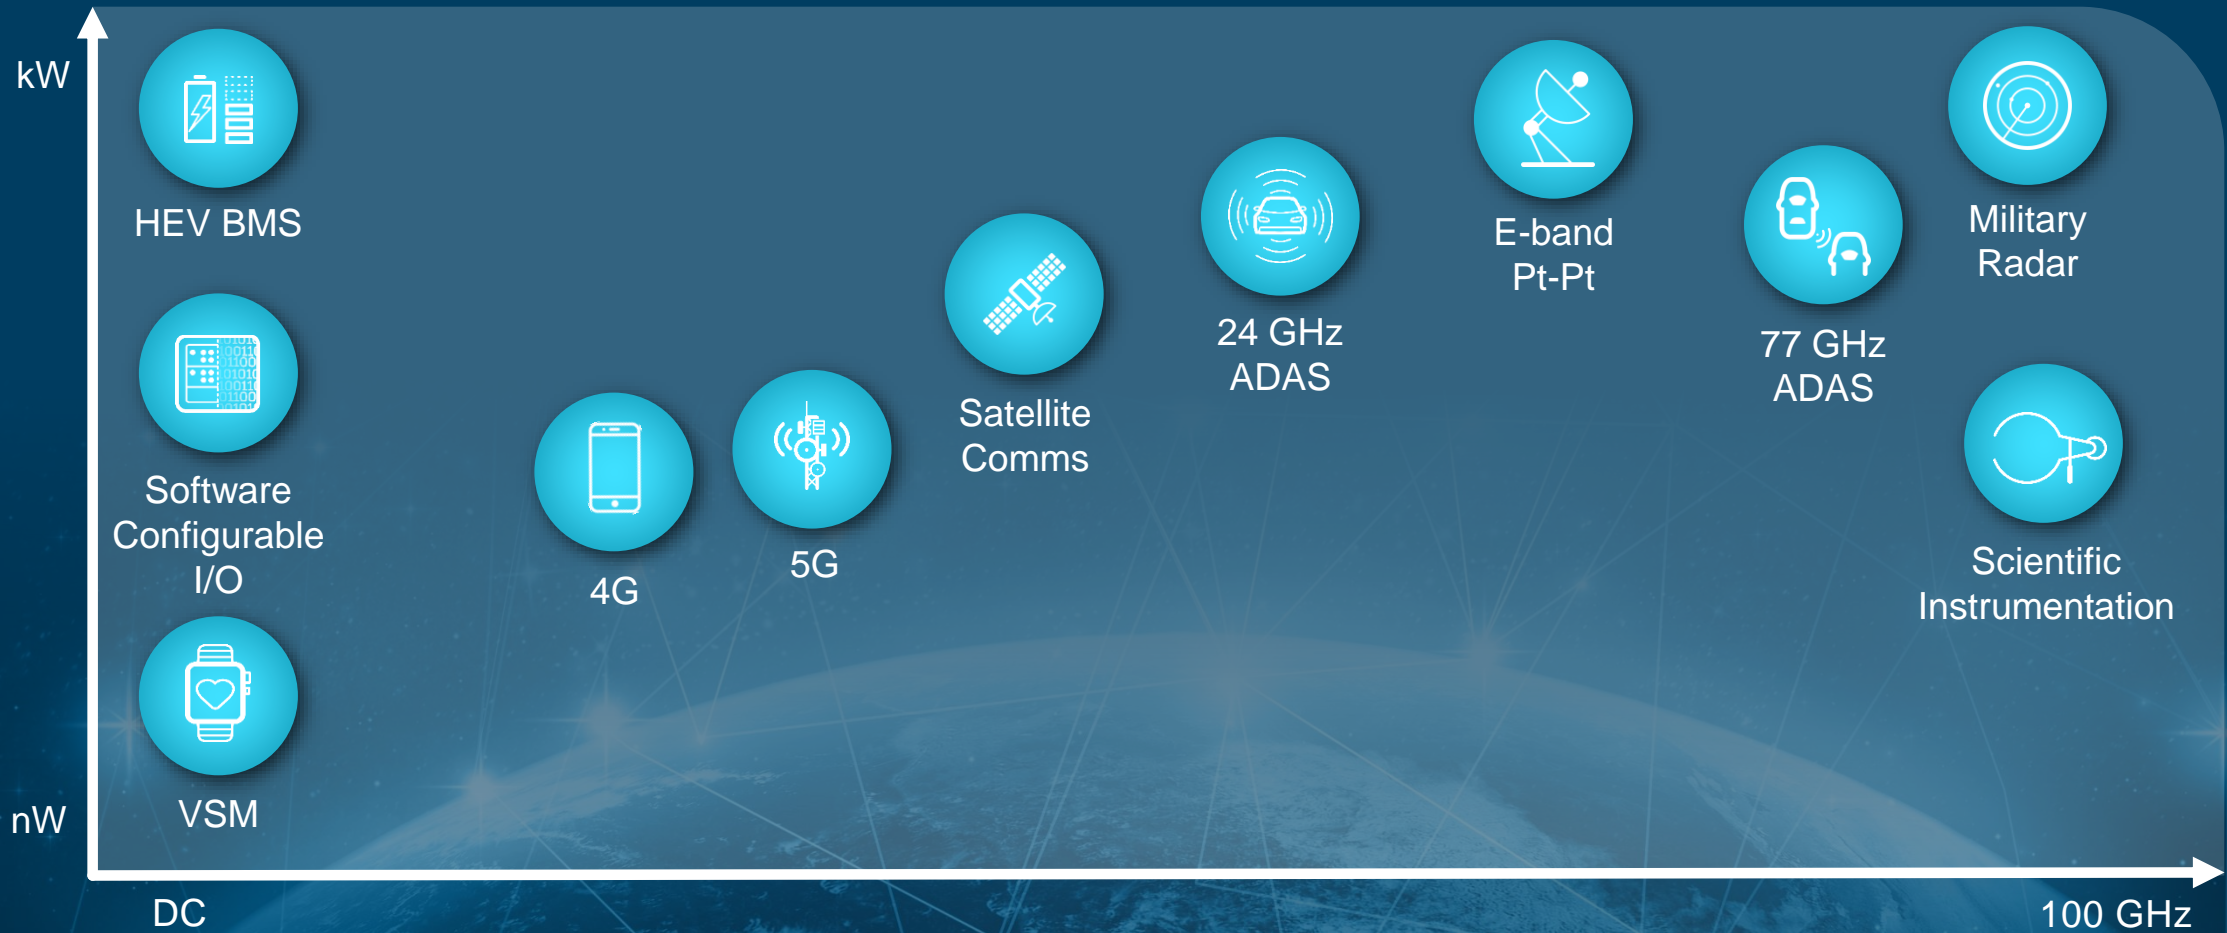 kW
HEV BMS
Software
Configurable
I/O
VSM
nW
4G
5G
Satellite
Comms
24 GHz
ADAS
E-band
Pt-Pt
77 GHz
ADAS
Military
Radar
Scientific
Instrumentation
DC
100 GHz